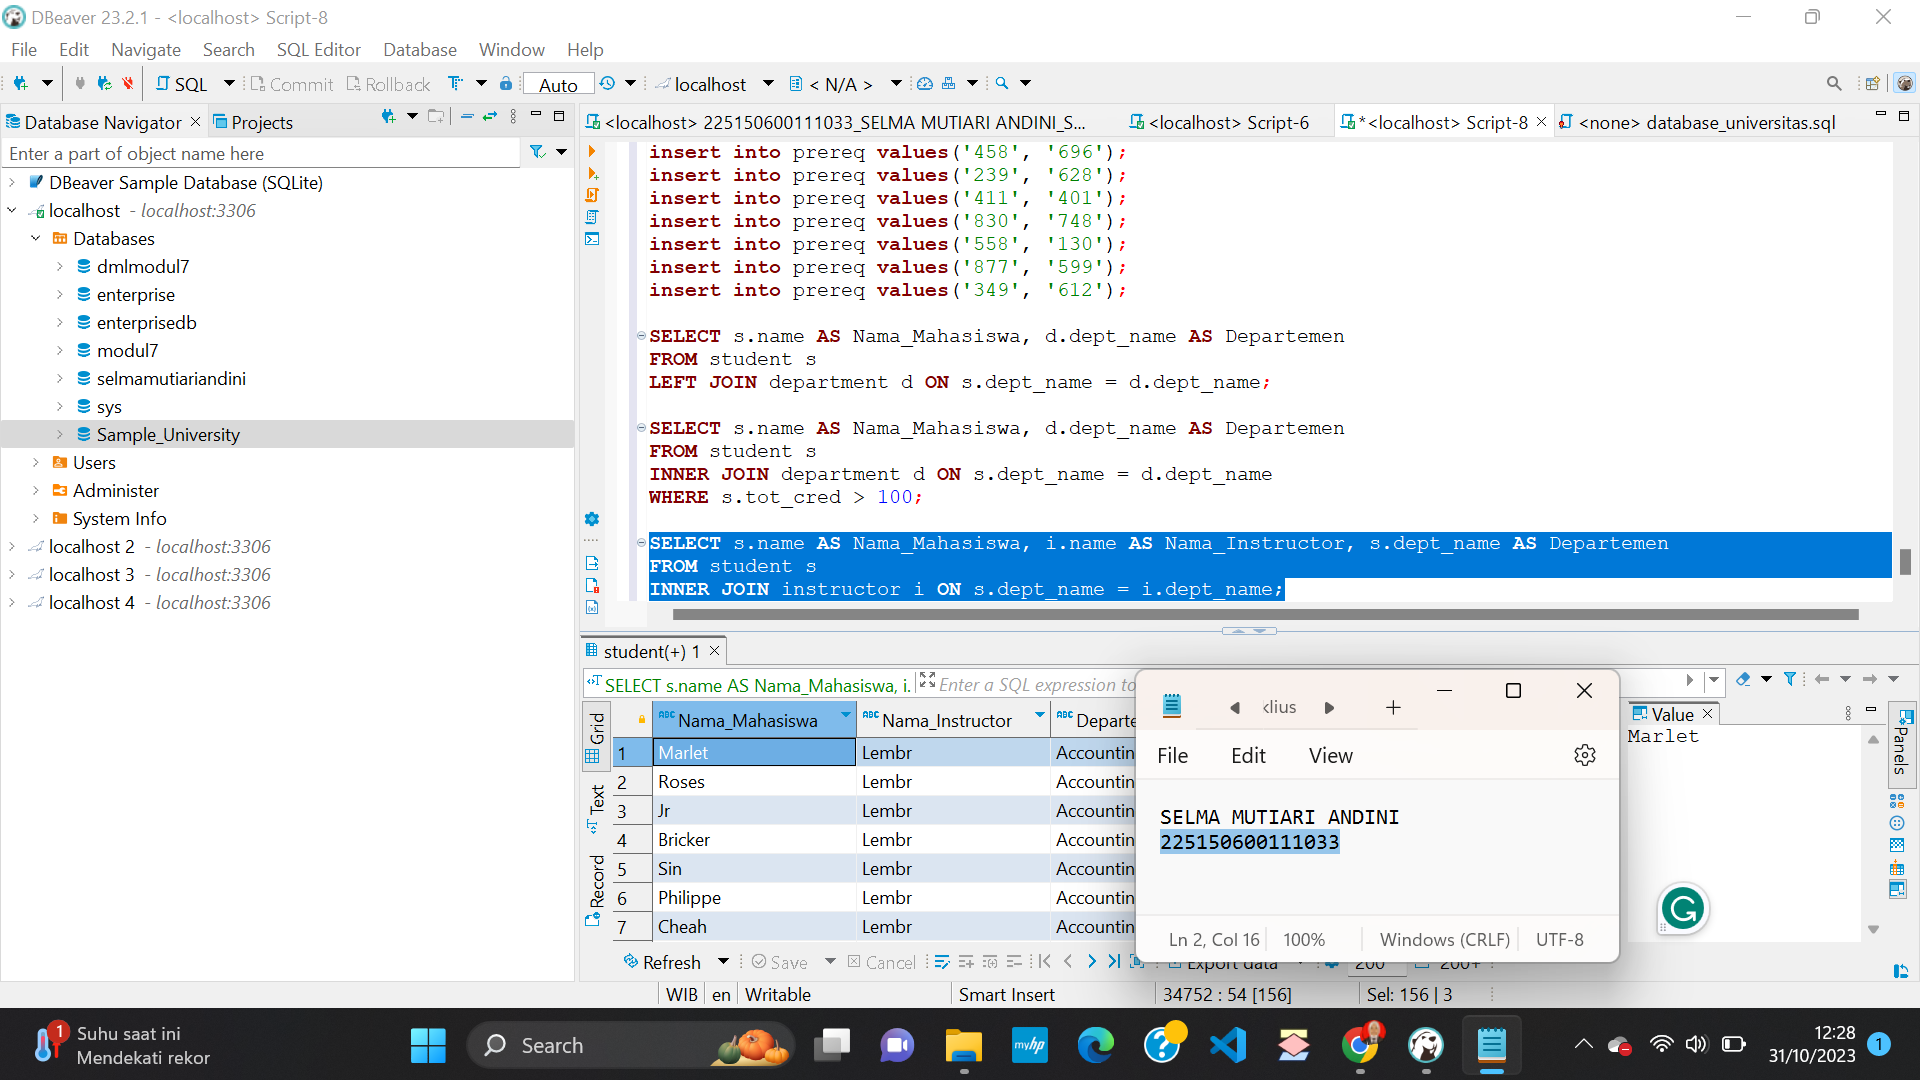 DBeaver 23.2.1 - <localhost> Script-8
File Edit Navigate Search SQL Editor Database Window Help
SQL Commit Rollback Auto localhost < N/A >
Database Navigator Projects
<localhost> 225150600111033_SELMA MUTIARI ANDINI_S... <localhost> Script-6 *<localhost> Script-8 <none> database_universitas.sql
Enter a part of object name here
DBeaver Sample Database (SQLite)
localhost - localhost:3306
Databases
dmlmodul7
enterprise
enterprisedb
modul7
selmamutiariandini
sys
Sample_University
Users
Administer
System Info
localhost 2 - localhost:3306
localhost 3 - localhost:3306
localhost 4 - localhost:3306
insert into prereq values('458', '696');
insert into prereq values('239', '628');
insert into prereq values('411', '401');
insert into prereq values('830', '748');
insert into prereq values('558', '130');
insert into prereq values('877', '599');
insert into prereq values('349', '612');
SELECT s.name AS Nama_Mahasiswa, d.dept_name AS Departemen
FROM student s
LEFT JOIN department d ON s.dept_name = d.dept_name;
SELECT s.name AS Nama_Mahasiswa, d.dept_name AS Departemen
FROM student s
INNER JOIN department d ON s.dept_name = d.dept_name
WHERE s.tot_cred > 100;
SELECT s.name AS Nama_Mahasiswa, i.name AS Nama_Instructor, s.dept_name AS Departemen
FROM student s
INNER JOIN instructor i ON s.dept_name = i.dept_name;
student(+) 1
SELECT s.name AS Nama_Mahasiswa, i. Enter a SQL expression to
Grid
Text
Record
Nama_Mahasiswa Nama_Instructor Departe
1 Marlet Lembr Accountin
2 Roses Lembr Accountin
3 Jr Lembr Accountin
4 Bricker Lembr Accountin
5 Sin Lembr Accountin
6 Philippe Lembr Accountin
7 Cheah Lembr Accountin
Value
Marlet
Panels
klius
File Edit View
SELMA MUTIARI ANDINI
225150600111033
Ln 2, Col 16 100% Windows (CRLF) UTF-8
Refresh Save Cancel Export data 200 200+
WIB en Writable Smart Insert 34752 : 54 [156] Sel: 156 | 3
1
Suhu saat ini
Mendekati rekor
Search
myhp
12:28
31/10/2023
1